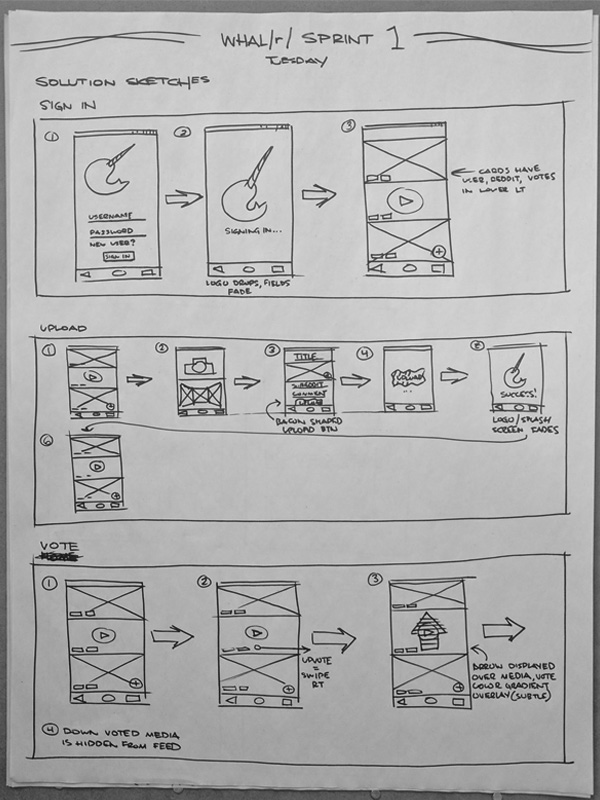 WHAL/r/ SPRINT 1
TUESDAY
SOLUTION SKETCHES
SIGN IN
1
2
3
USERNAME
PASSWORD
NEW USER?
SIGN IN
SIGNING IN...
LOGO DROPS, FIELDS
FADE
CARDS HAVE
USER, REDDIT, VOTES
IN LOWER LT
UPLOAD
1
2
3
4
5
TITLE
SUBREDDIT
COMMENT
UPLOAD
...
SUCCESS!
BACON SHAPED
UPLOAD BTN
LOGO/SPLASH
SCREEN FADES
6
VOTE
1
2
3
UPVOTE
=
SWIPE
RT
ARROW DISPLAYED
OVER MEDIA, VOTE
COLOR GRADIENT
OVERLAY (SUBTLE)
4 DOWN VOTED MEDIA
IS HIDDEN FROM FEED